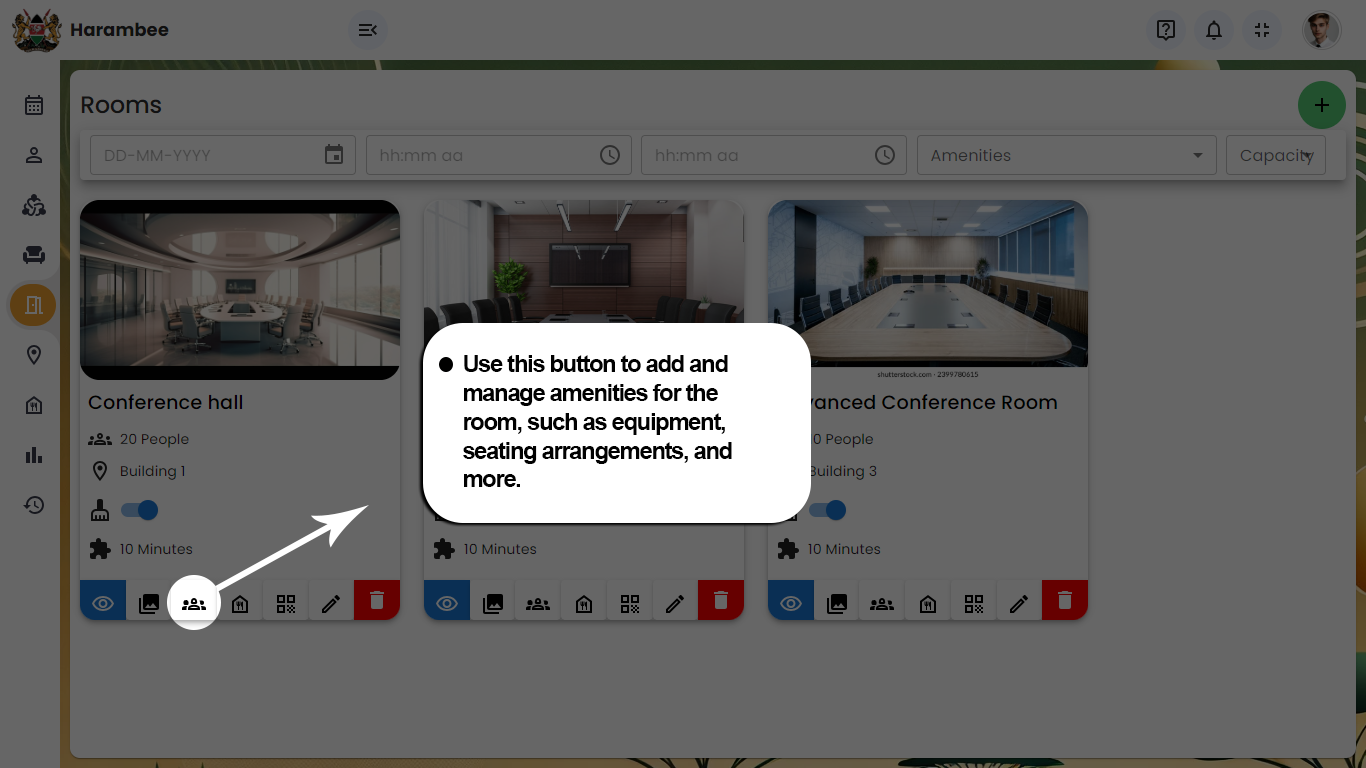 Harambee
Rooms
DD-MM-YYYY
hh:mm aa
hh:mm aa
Amenities
Capacity
shutterstock.com · 2399780615
Use this button to add and
manage amenities for the
room, such as equipment,
seating arrangements, and
more.
Conference hall
20 People
Building 1
10 Minutes
10 Minutes
Conference Room
People
Building 3
10 Minutes